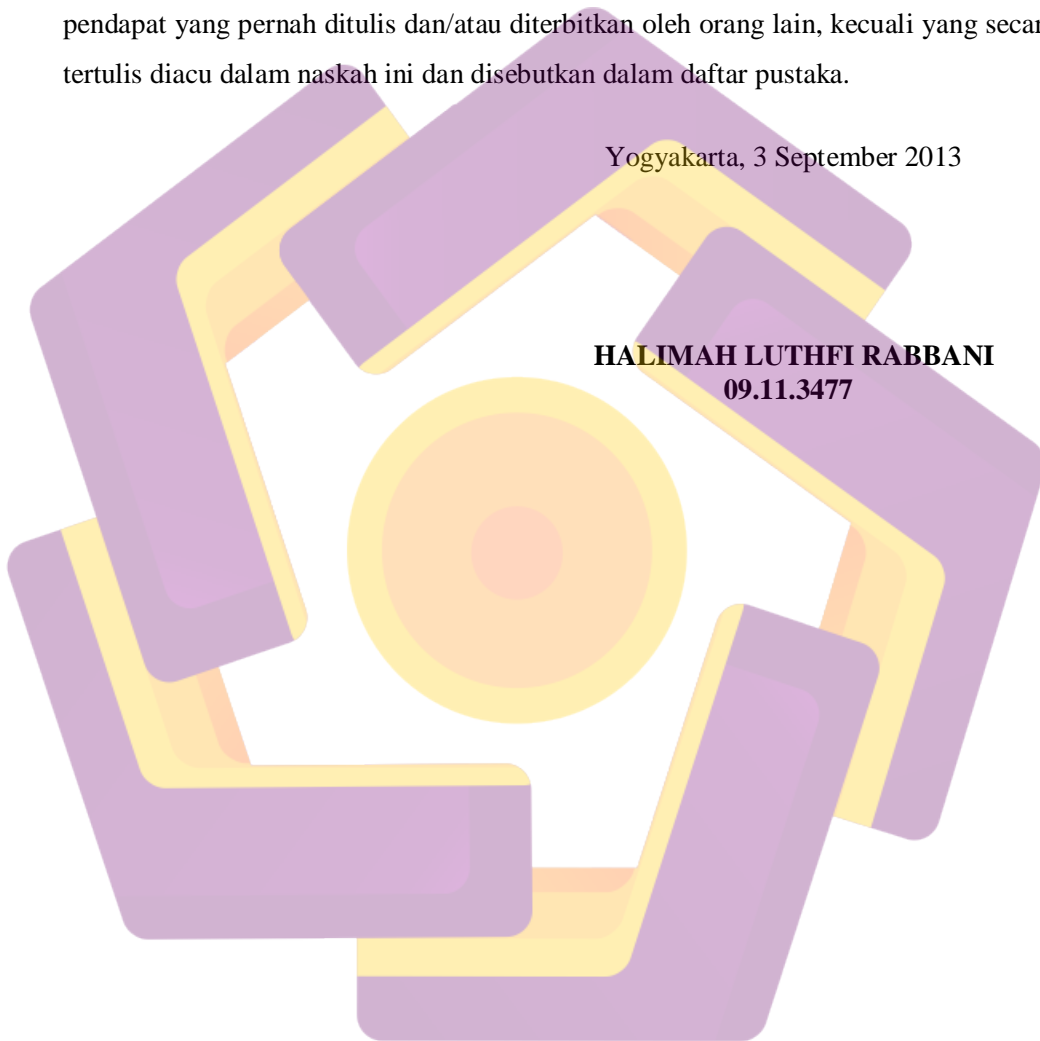 pendapat yang pernah ditulis dan/atau diterbitkan oleh orang lain, kecuali yang secar
tertulis diacu dalam naskah ini dan disebutkan dalam daftar pustaka.
Yogyakarta, 3 September 2013
HALIMAH LUTHFI RABBANI
09.11.3477